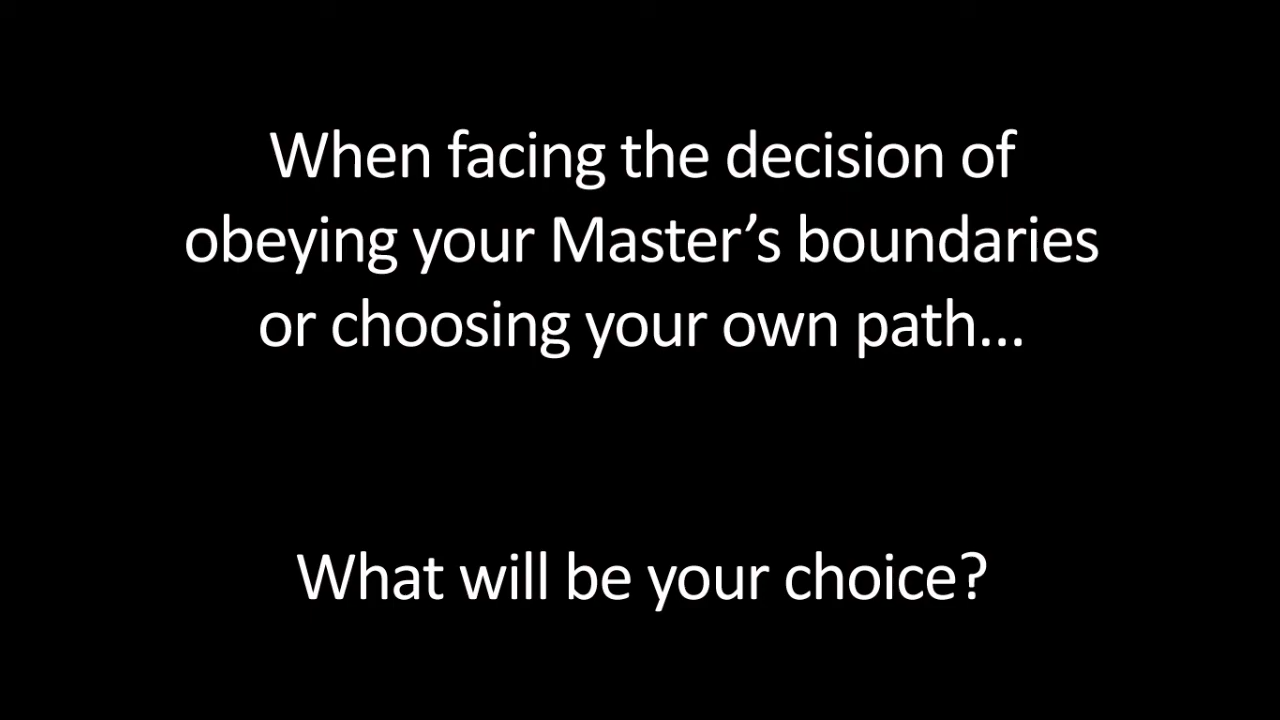 When facing the decision of
obeying your Master’s boundaries
or choosing your own path...
What will be your choice?